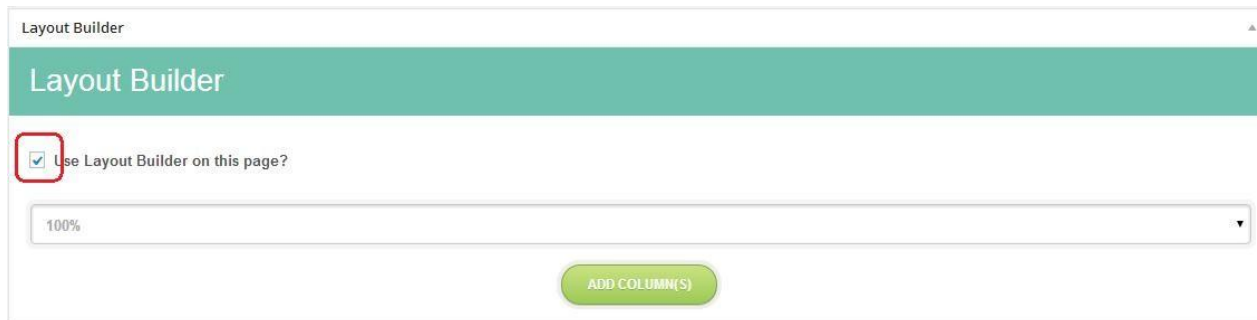 Layout Builder
Layout Builder
Use Layout Builder on this page?
100%
ADD COLUMN(S)